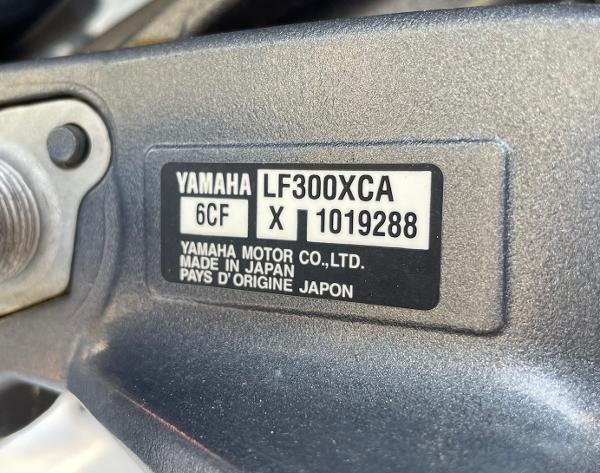 YAMAHA LF300XCA
6CF X 1019288
YAMAHA MOTOR CO.,LTD.
MADE IN JAPAN
PAYS D'ORIGINE JAPON